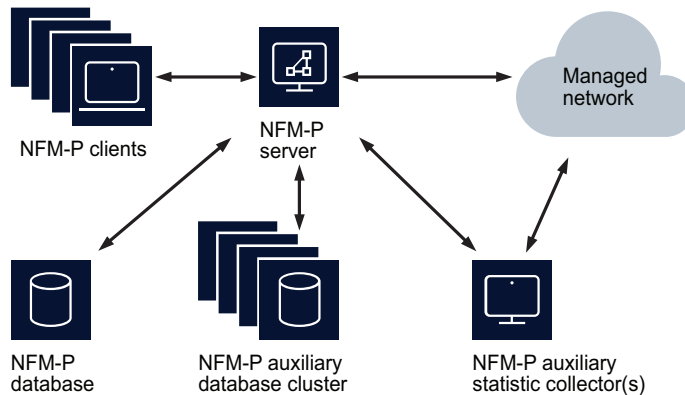 Managed
network
NFM-P clients
NFM-P
server
NFM-P
database
NFM-P auxiliary
database cluster
NFM-P auxiliary
statistic collector(s)